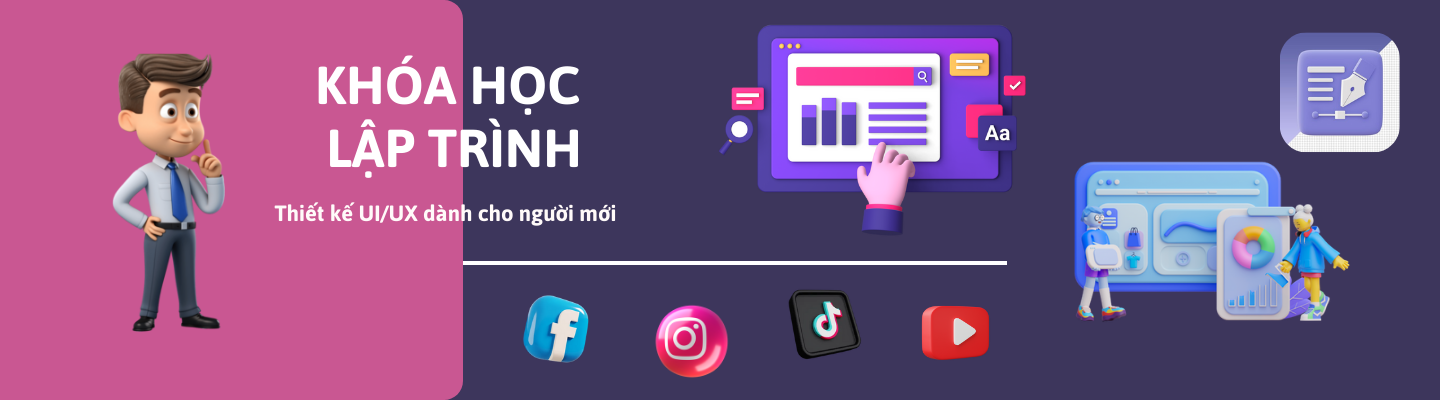 KHÓA HỌC
LẬP TRÌNH
Thiết kế UI/UX dành cho người mới
Aa